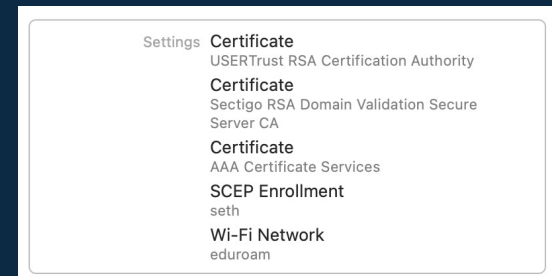 Settings Certificate
USERTrust RSA Certification Authority
Certificate
Sectigo RSA Domain Validation Secure
Server CA
Certificate
AAA Certificate Services
SCEP Enrollment
seth
Wi-Fi Network
eduroam